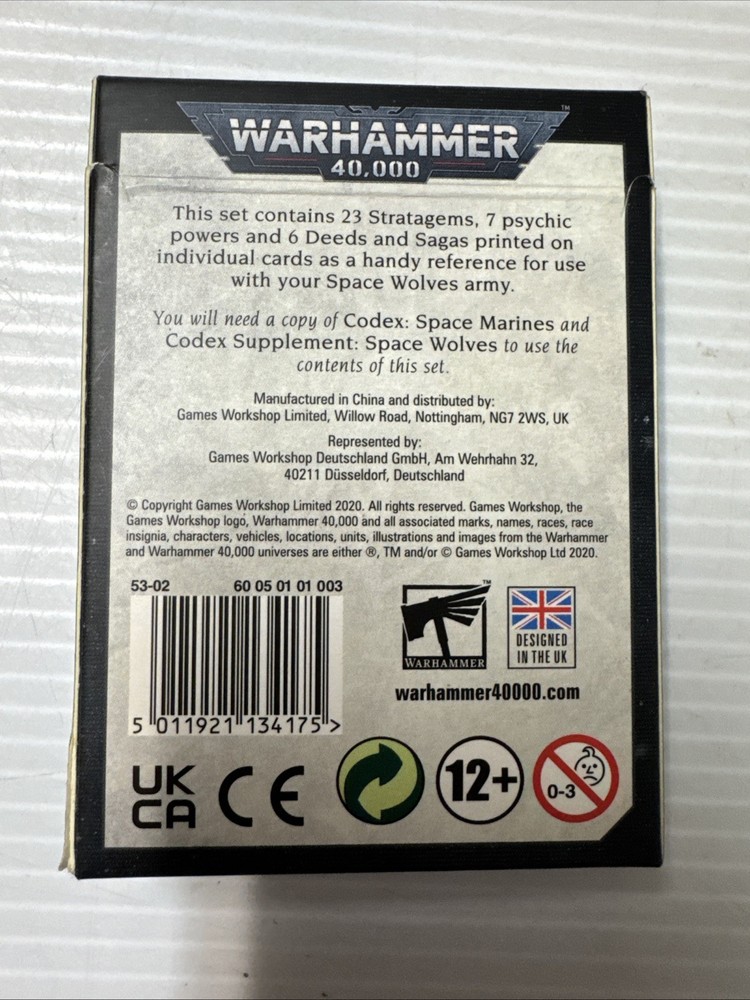 WARHAMMER™
40,000
This set contains 23 Stratagems, 7 psychic
powers and 6 Deeds and Sagas printed on
individual cards as a handy reference for use
with your Space Wolves army.
You will need a copy of Codex: Space Marines and
Codex Supplement: Space Wolves to use the
contents of this set.
Manufactured in China and distributed by:
Games Workshop Limited, Willow Road, Nottingham, NG7 2WS, UK
Represented by:
Games Workshop Deutschland GmbH, Am Wehrhahn 32,
40211 Düsseldorf, Deutschland
© Copyright Games Workshop Limited 2020. All rights reserved. Games Workshop, the
Games Workshop logo, Warhammer 40,000 and all associated marks, names, races, race
insignia, characters, vehicles, locations, units, illustrations and images from the Warhammer
and Warhammer 40,000 universes are either ®, TM and/or © Games Workshop Ltd 2020.
53-02 60 05 01 01 003
5 011921 134175 >
WARHAMMER™
DESIGNED
IN THE UK
warhammer40000.com
UK
CA
CE
12+
0-3